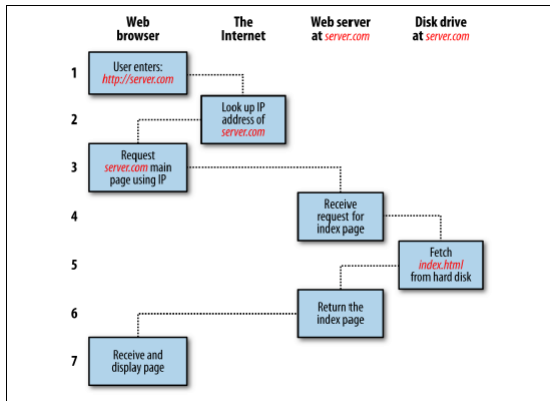 Web browser
The Internet
Web server at server.com
Disk drive at server.com
1
User enters:
http://server.com
2
Look up IP
address of
server.com
3
Request
server.com main
page using IP
4
Receive
request for
index page
5
Fetch
index.html
from hard disk
6
Return the
index page
7
Receive and
display page